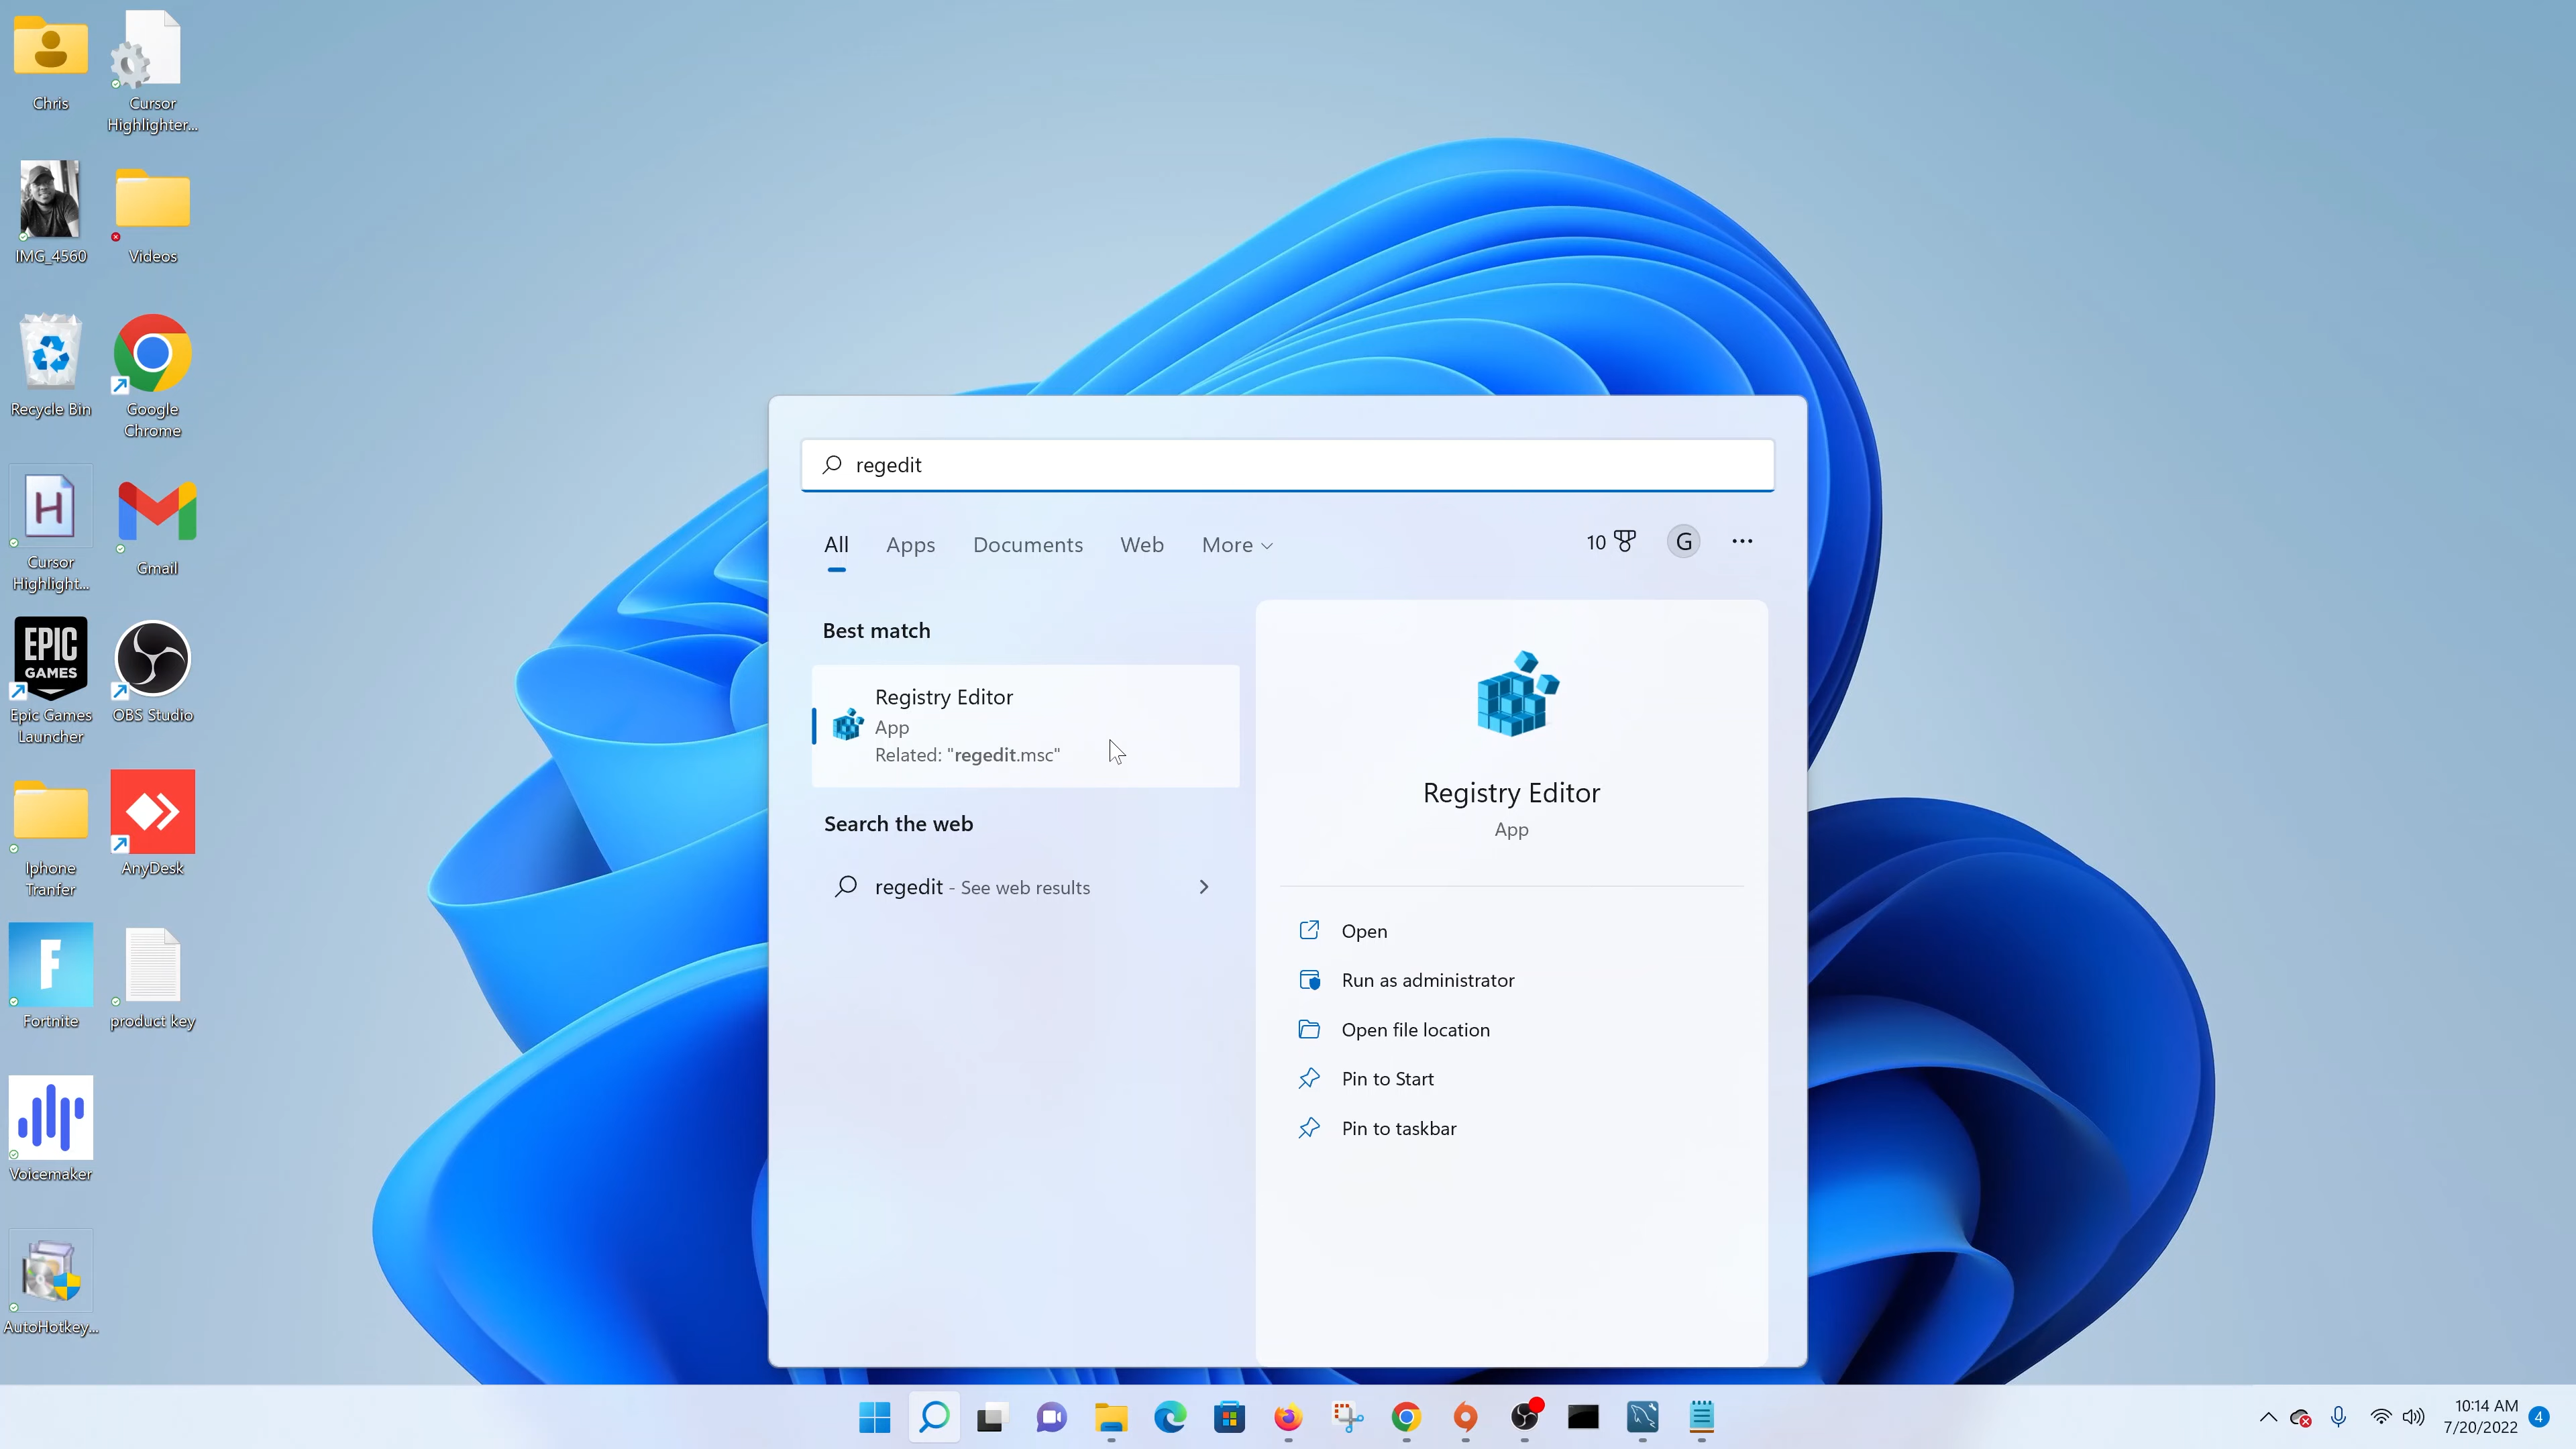 Chris
Cursor
Highlighter...
IMG_4560
Videos
Recycle Bin
Google
Chrome
H
Cursor
Highlight...
Gmail
EPIC
GAMES
Epic Games
Launcher
OBS Studio
Iphone
Tranfer
AnyDesk
F
Fortnite
product key
Voicemaker
AutoHotkey...
regedit
All
Apps
Documents
Web
More
10
G
Best match
Registry Editor
App
Related: "regedit.msc"
Search the web
regedit - See web results
Registry Editor
App
Open
Run as administrator
Open file location
Pin to Start
Pin to taskbar
10:14 AM
7/20/2022
4